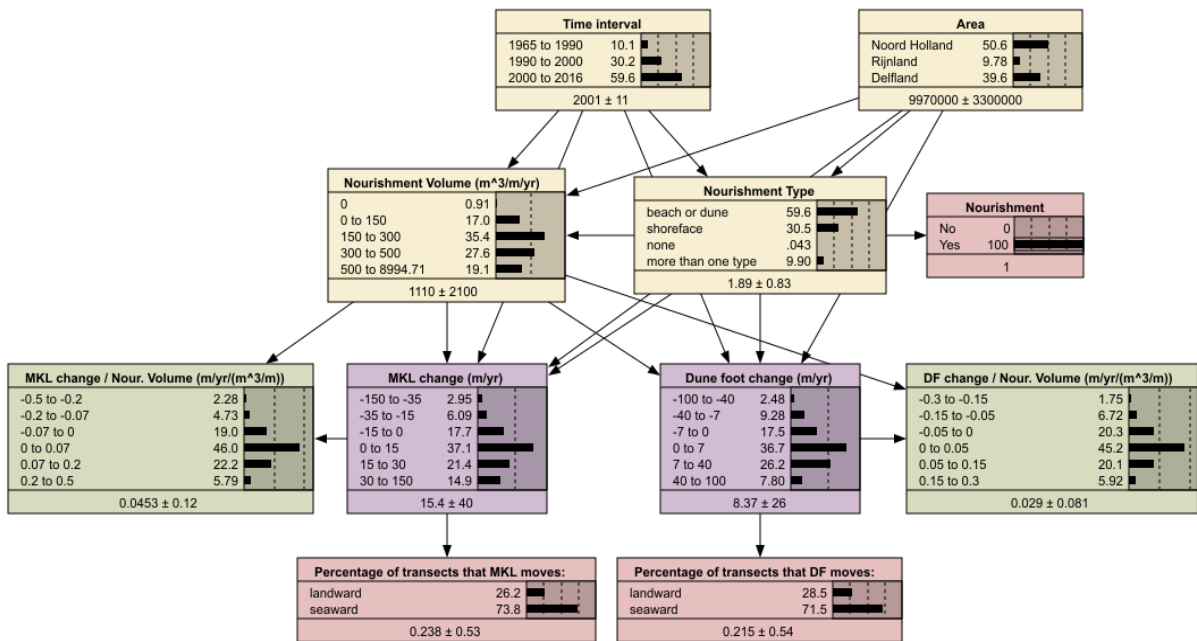 Time interval
1965 to 1990 10.1
1990 to 2000 30.2
2000 to 2016 59.6
2001 ± 11
Area
Noord Holland 50.6
Rijnland 9.78
Delfland 39.6
9970000 ± 3300000
Nourishment Volume (m^3/m/yr)
0 0.91
0 to 150 17.0
150 to 300 35.4
300 to 500 27.6
500 to 8994.71 19.1
1110 ± 2100
Nourishment Type
beach or dune 59.6
shoreface 30.5
none .043
more than one type 9.90
1.89 ± 0.83
Nourishment
No 0
Yes 100
1
MKL change / Nour. Volume (m/yr/(m^3/m))
-0.5 to -0.2 2.28
-0.2 to -0.07 4.73
-0.07 to 0 19.0
0 to 0.07 46.0
0.07 to 0.2 22.2
0.2 to 0.5 5.79
0.0453 ± 0.12
MKL change (m/yr)
-150 to -35 2.95
-35 to -15 6.09
-15 to 0 17.7
0 to 15 37.1
15 to 30 21.4
30 to 150 14.9
15.4 ± 40
Dune foot change (m/yr)
-100 to -40 2.48
-40 to -7 9.28
-7 to 0 17.5
0 to 7 36.7
7 to 40 26.2
40 to 100 7.80
8.37 ± 26
DF change / Nour. Volume (m/yr/(m^3/m))
-0.3 to -0.15 1.75
-0.15 to -0.05 6.72
-0.05 to 0 20.3
0 to 0.05 45.2
0.05 to 0.15 20.1
0.15 to 0.3 5.92
0.029 ± 0.081
Percentage of transects that MKL moves:
landward 26.2
seaward 73.8
0.238 ± 0.53
Percentage of transects that DF moves:
landward 28.5
seaward 71.5
0.215 ± 0.54